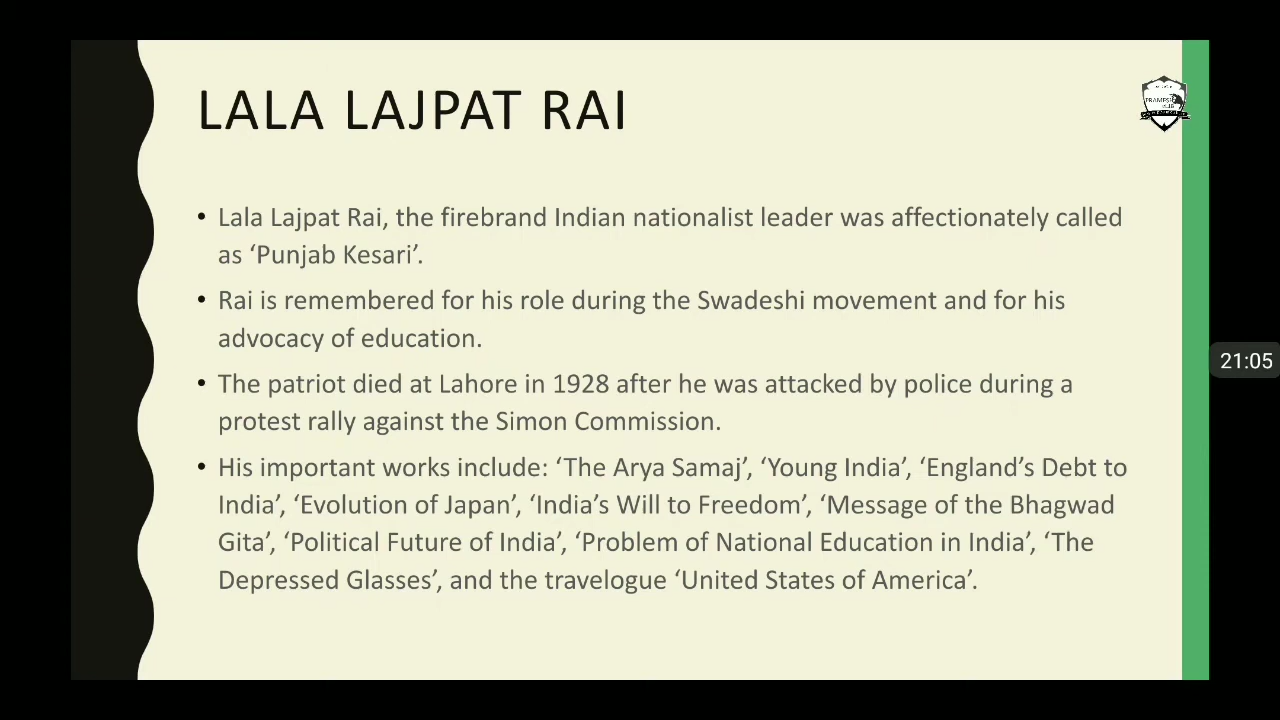 LALA LAJPAT RAI
• Lala Lajpat Rai, the firebrand Indian nationalist leader was affectionately called
as ‘Punjab Kesari’.
• Rai is remembered for his role during the Swadeshi movement and for his
advocacy of education.
• The patriot died at Lahore in 1928 after he was attacked by police during a
protest rally against the Simon Commission.
• His important works include: ‘The Arya Samaj’, ‘Young India’, ‘England’s Debt to
India’, ‘Evolution of Japan’, ‘India’s Will to Freedom’, ‘Message of the Bhagwad
Gita’, ‘Political Future of India’, ‘Problem of National Education in India’, ‘The
Depressed Glasses’, and the travelogue ‘United States of America’.
21:05